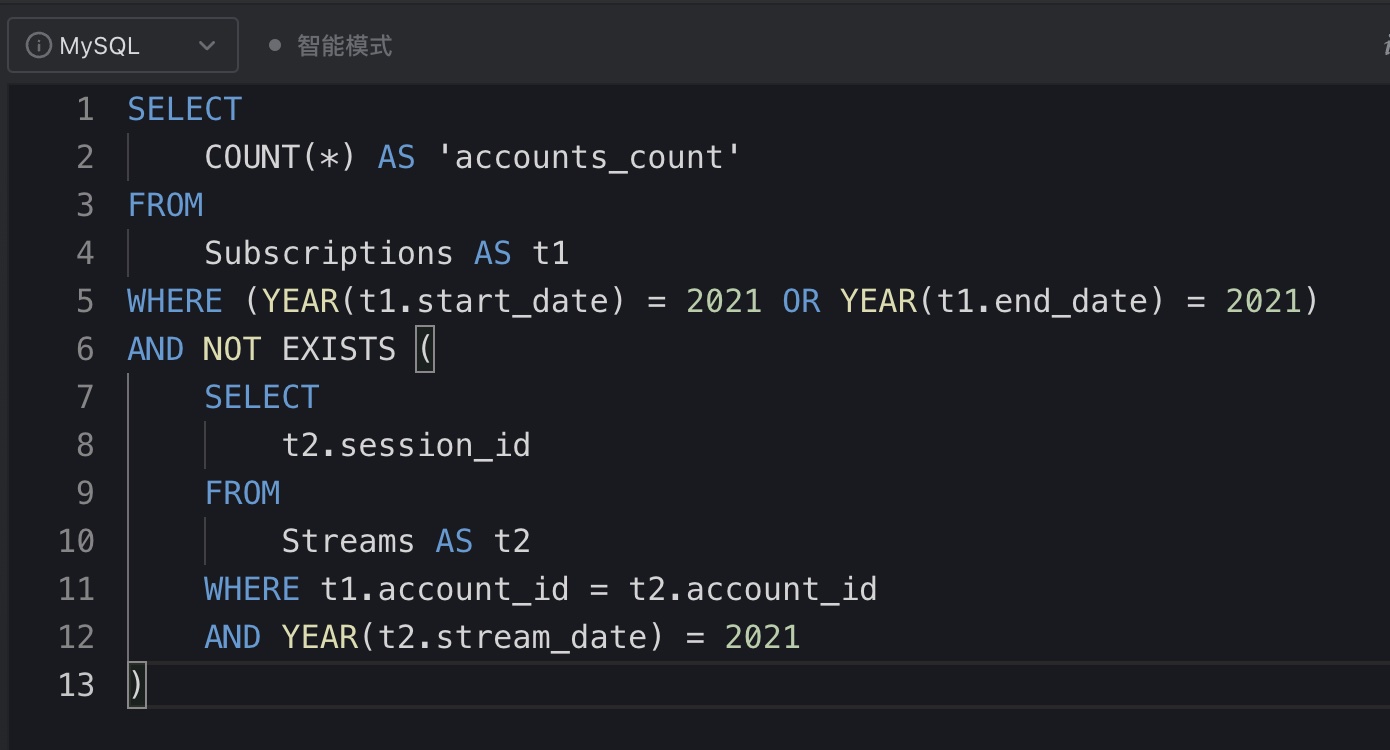 MySQL 智能模式
1 SELECT
2 COUNT(*) AS 'accounts_count'
3 FROM
4 Subscriptions AS t1
5 WHERE (YEAR(t1.start_date) = 2021 OR YEAR(t1.end_date) = 2021)
6 AND NOT EXISTS (
7 SELECT
8 t2.session_id
9 FROM
10 Streams AS t2
11 WHERE t1.account_id = t2.account_id
12 AND YEAR(t2.stream_date) = 2021
13 )